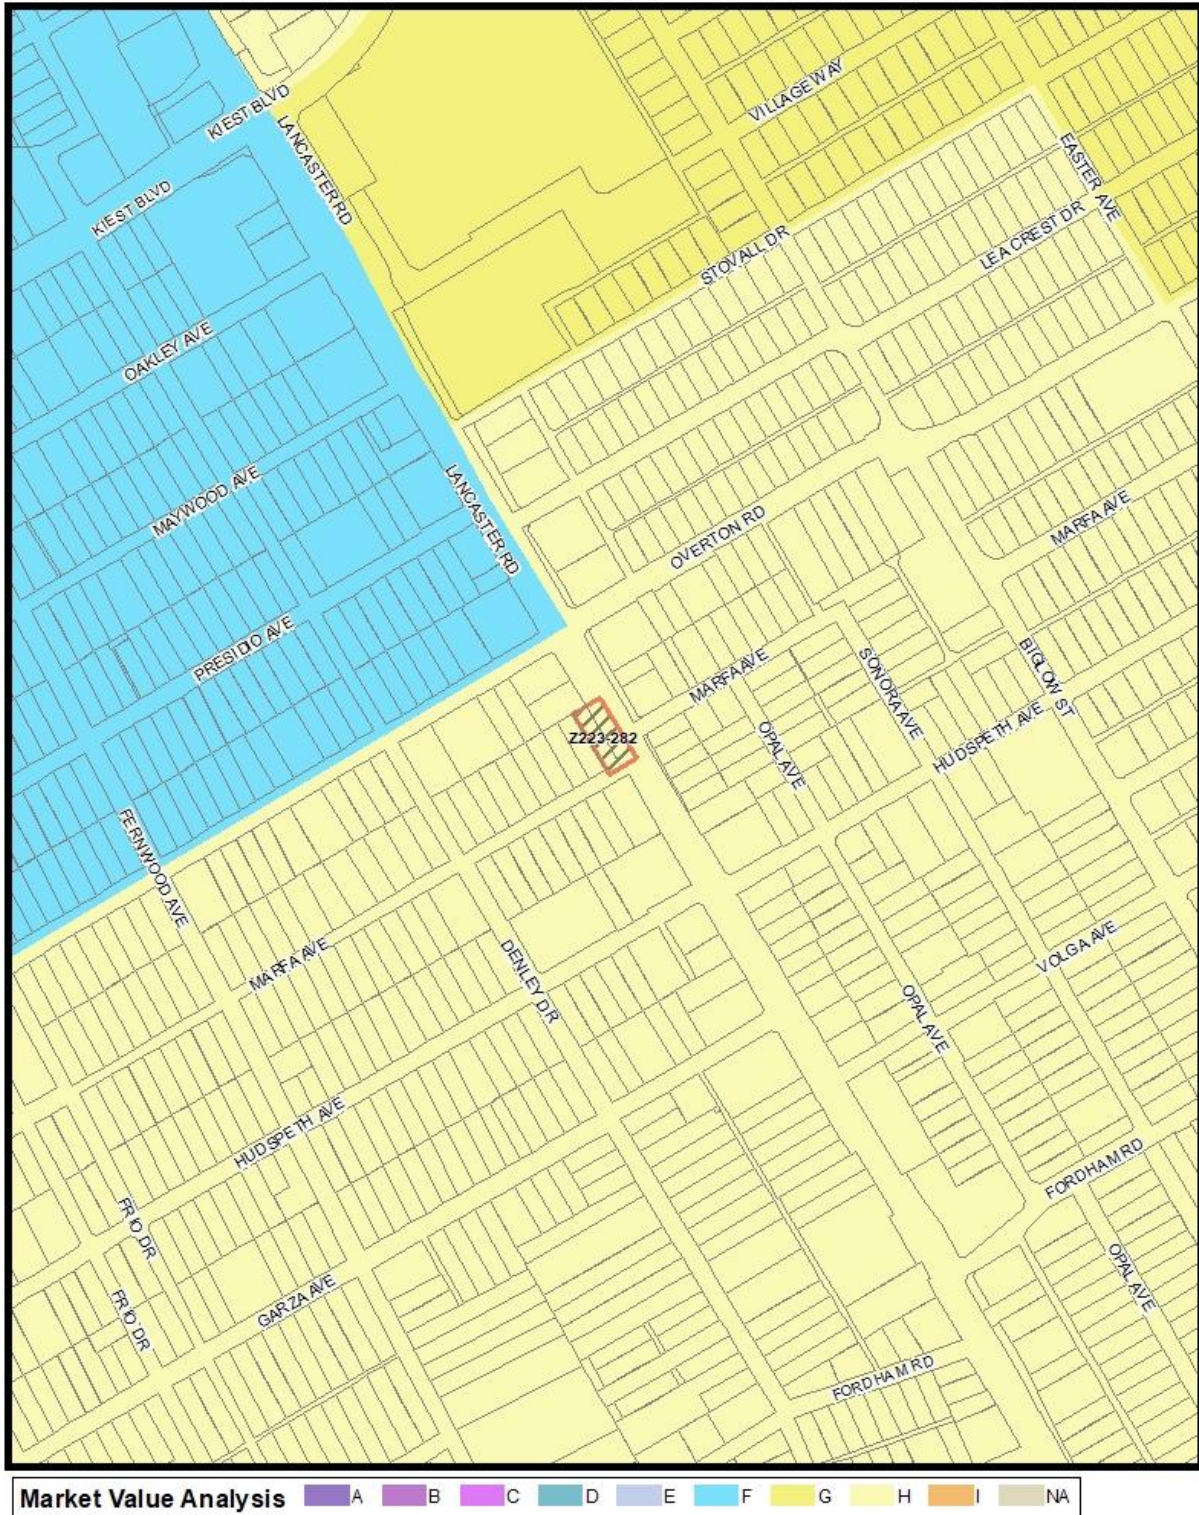 VILLAGE WAY
KIEST BLVD
LANCASTER RD
EASTER AVE
KIEST BLVD
STOVALL DR
LEA CREST DR
OAKLEY AVE
MAYWOOD AVE
LANCASTER RD
OVERTON RD
MARFA AVE
PRESIDIO AVE
MARFA AVE
SONORA AVE
BIGLOW ST
Z223-282
OPAL AVE
HUDSPETH AVE
FERNWOOD AVE
MARFA AVE
DENLEY DR
VOLGA AVE
OPAL AVE
HUDSPETH AVE
FORDHAM RD
FRIO DR
OPAL AVE
GARZA AVE
FRIO DR
FORDHAM RD
Market Value Analysis A B C D E F G H I NA